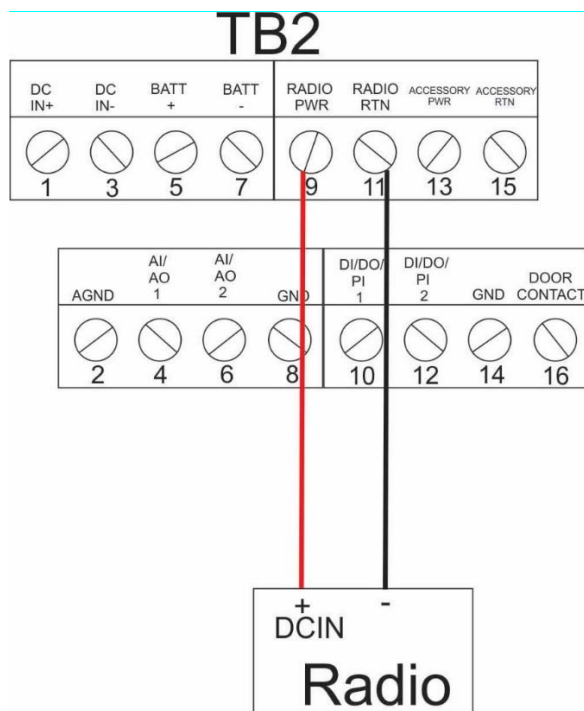 TB2
DC IN+
DC IN-
BATT +
BATT -
RADIO PWR
RADIO RTN
ACCESSORY PWR
ACCESSORY RTN
1 3 5 7 9 11 13 15
AGND
AI/ AO 1
AI/ AO 2
GND
DI/DO/ PI 1
DI/DO/ PI 2
GND
DOOR CONTACT
2 4 6 8 10 12 14 16
+ -
DCIN
Radio